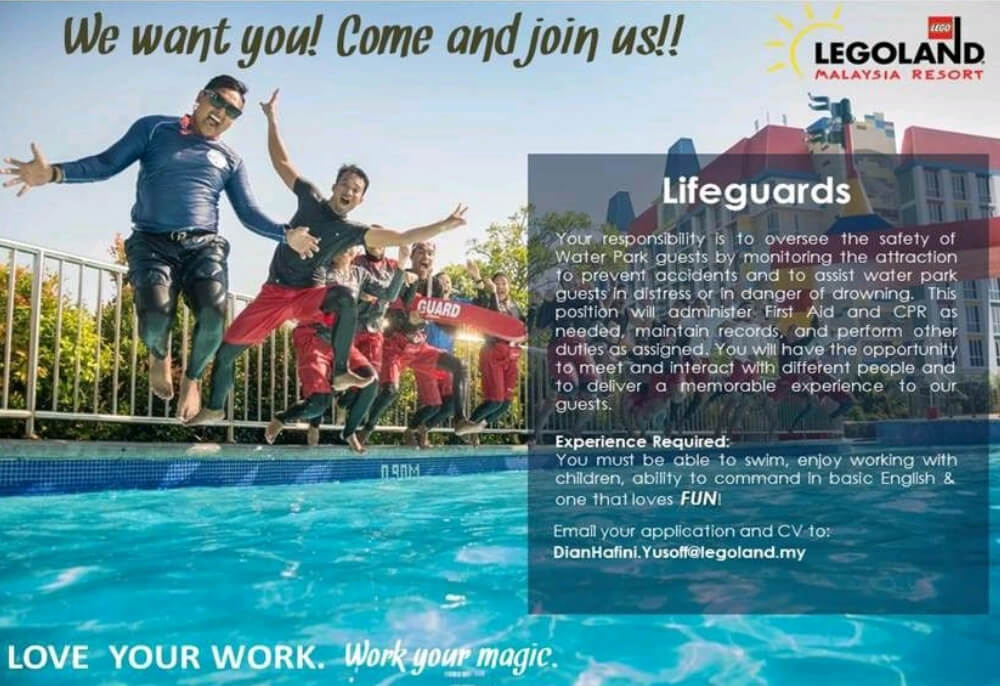 We want you! Come and join us!!
LEGO
LEGOLAND
MALAYSIA RESORT
Lifeguards
Your responsibility is to oversee the safety of
Water Park guests by monitoring the attraction
to prevent accidents and to assist water park
guests in distress or in danger of drowning. This
position will administer First Aid and CPR as
needed, maintain records, and perform other
duties as assigned. You will have the opportunity
to meet and interact with different people and
to deliver a memorable experience to our
guests.
GUARD
Experience Required:
You must be able to swim, enjoy working with
children, ability to command in basic English &
one that loves FUN!
0.90M
Email your application and CV to:
DianHafini.Yusoff@legoland.my
LOVE YOUR WORK. Work your magic.